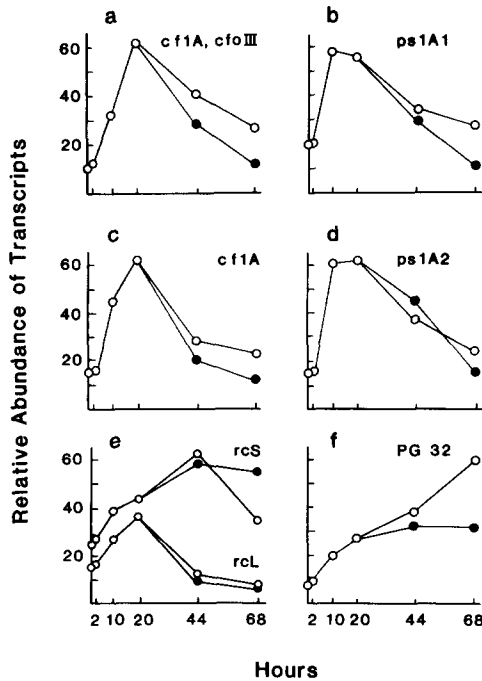 Relative Abundance of Transcripts
a
cf1A, cfoIII
60
40
20
b
ps1A1
c
cf1A
60
40
20
d
ps1A2
e
rcS
rcL
60
40
20
2 10 20 44 68
f
PG 32
2 10 20 44 68
Hours